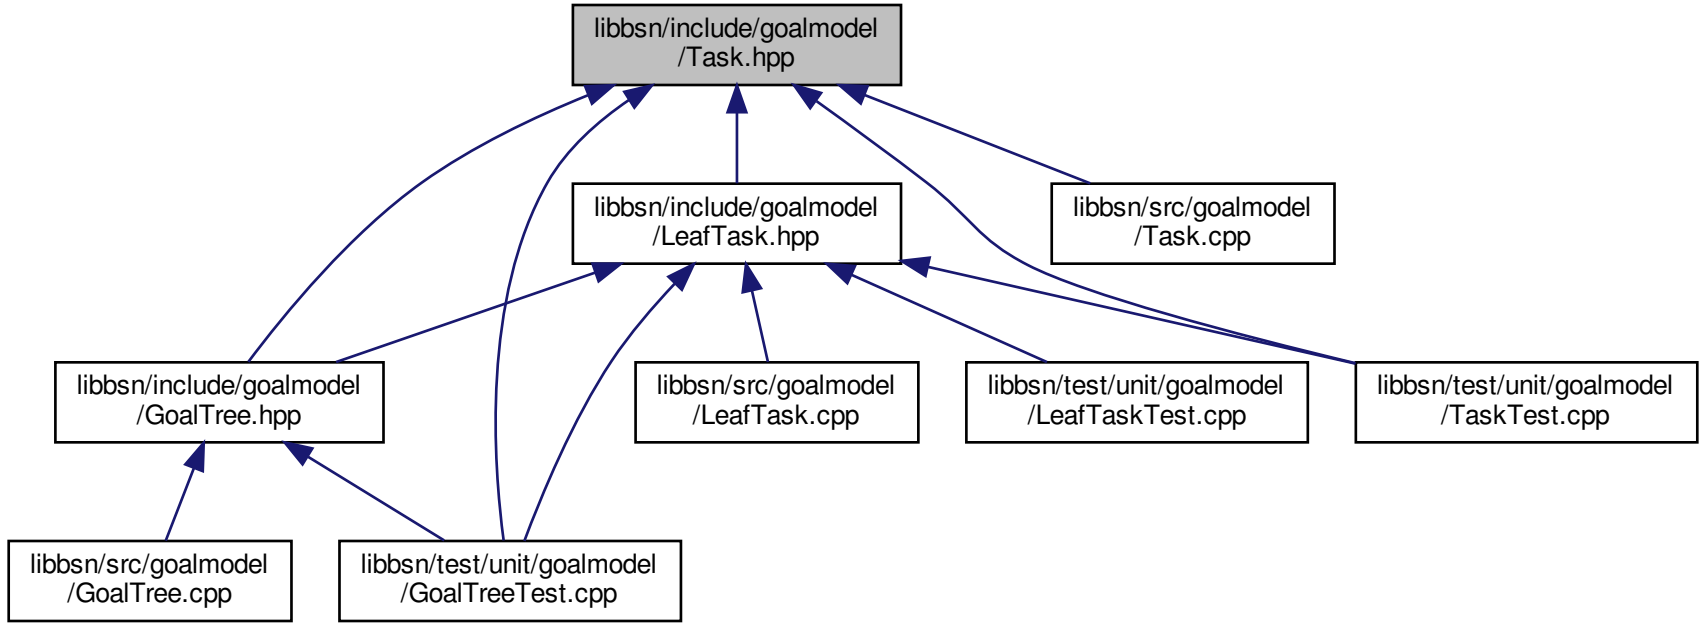 libbsn/include/goalmodel
/Task.hpp
libbsn/include/goalmodel
/LeafTask.hpp
libbsn/src/goalmodel
/Task.cpp
libbsn/include/goalmodel
/GoalTree.hpp
libbsn/src/goalmodel
/LeafTask.cpp
libbsn/test/unit/goalmodel
/LeafTaskTest.cpp
libbsn/test/unit/goalmodel
/TaskTest.cpp
libbsn/src/goalmodel
/GoalTree.cpp
libbsn/test/unit/goalmodel
/GoalTreeTest.cpp